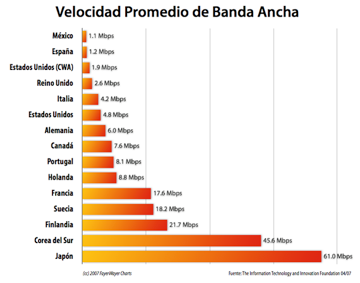 Velocidad Promedio de Banda Ancha
México 1.1 Mbps
España 1.2 Mbps
Estados Unidos (CWA) 1.9 Mbps
Reino Unido 2.6 Mbps
Italia 4.2 Mbps
Estados Unidos 4.8 Mbps
Alemania 6.0 Mbps
Canadá 7.6 Mbps
Portugal 8.1 Mbps
Holanda 8.8 Mbps
Francia 17.6 Mbps
Suecia 18.2 Mbps
Finlandia 21.7 Mbps
Corea del Sur 45.6 Mbps
Japón 61.0 Mbps
(c) 2007 FayerWayer Charts Fuente: The Information Technology and Innovation Foundation 04/07